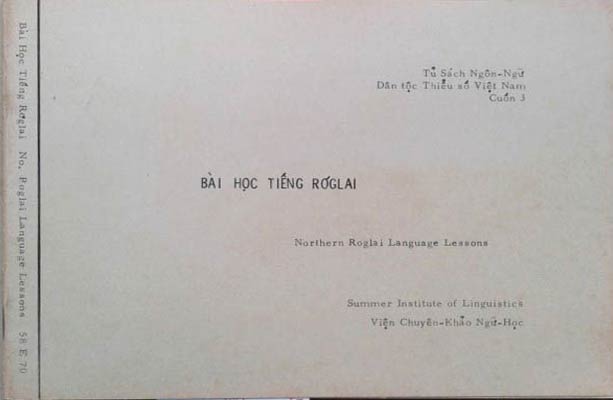 Bài Học Tiếng Rơglai No. Roglai Language Lessons 58 E 70
Tủ Sách Ngôn-Ngữ
Dân tộc Thiểu số Việt Nam
Cuốn 3
BÀI HỌC TIẾNG RƠGLAI
Northern Roglai Language Lessons
Summer Institute of Linguistics
Viện Chuyên-Khảo Ngữ-Học